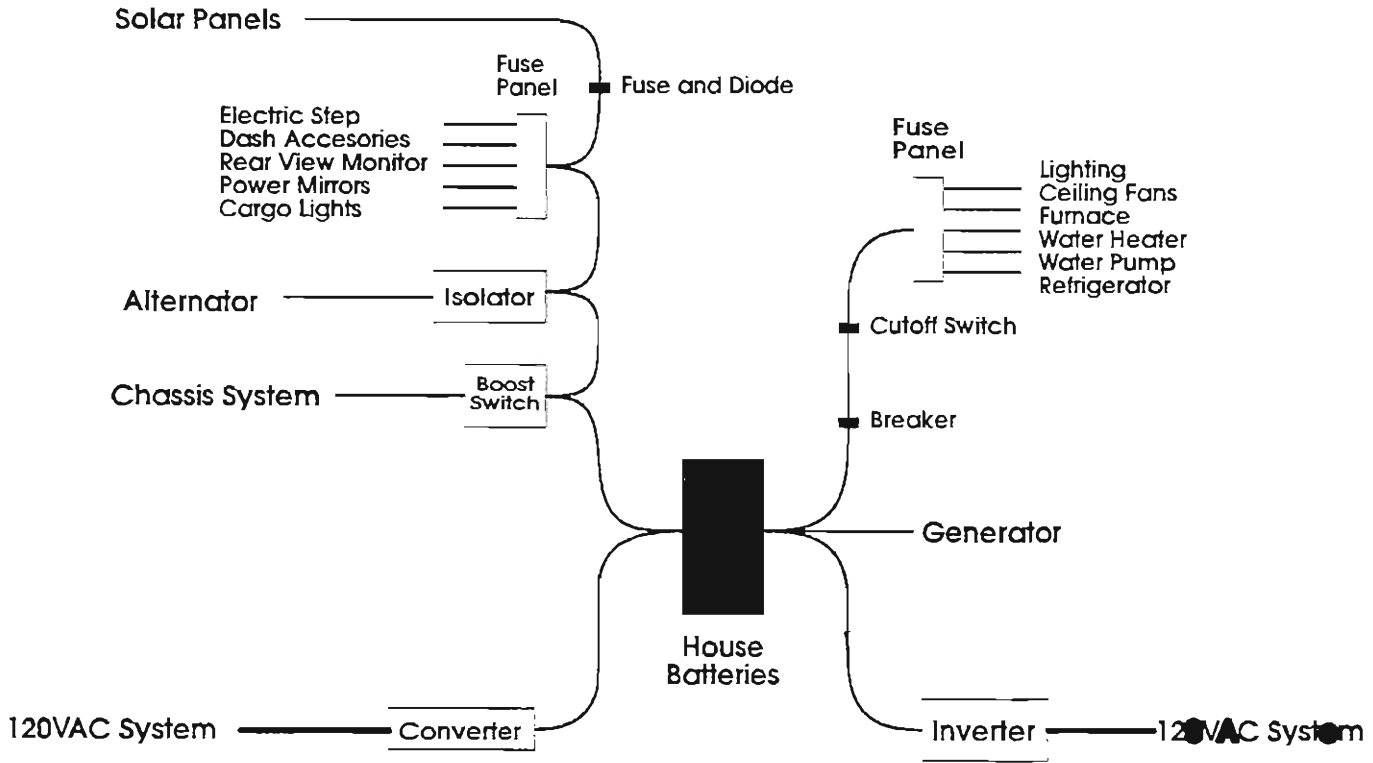 Solar Panels
Fuse
Panel
Fuse and Diode
Electric Step
Dash Accesories
Rear View Monitor
Power Mirrors
Cargo Lights
Fuse
Panel
Lighting
Ceiling Fans
Furnace
Water Heater
Water Pump
Refrigerator
Alternator
Isolator
Cutoff Switch
Chassis System
Boost
Switch
Breaker
Generator
House
Batteries
120VAC System
Converter
Inverter
120VAC System